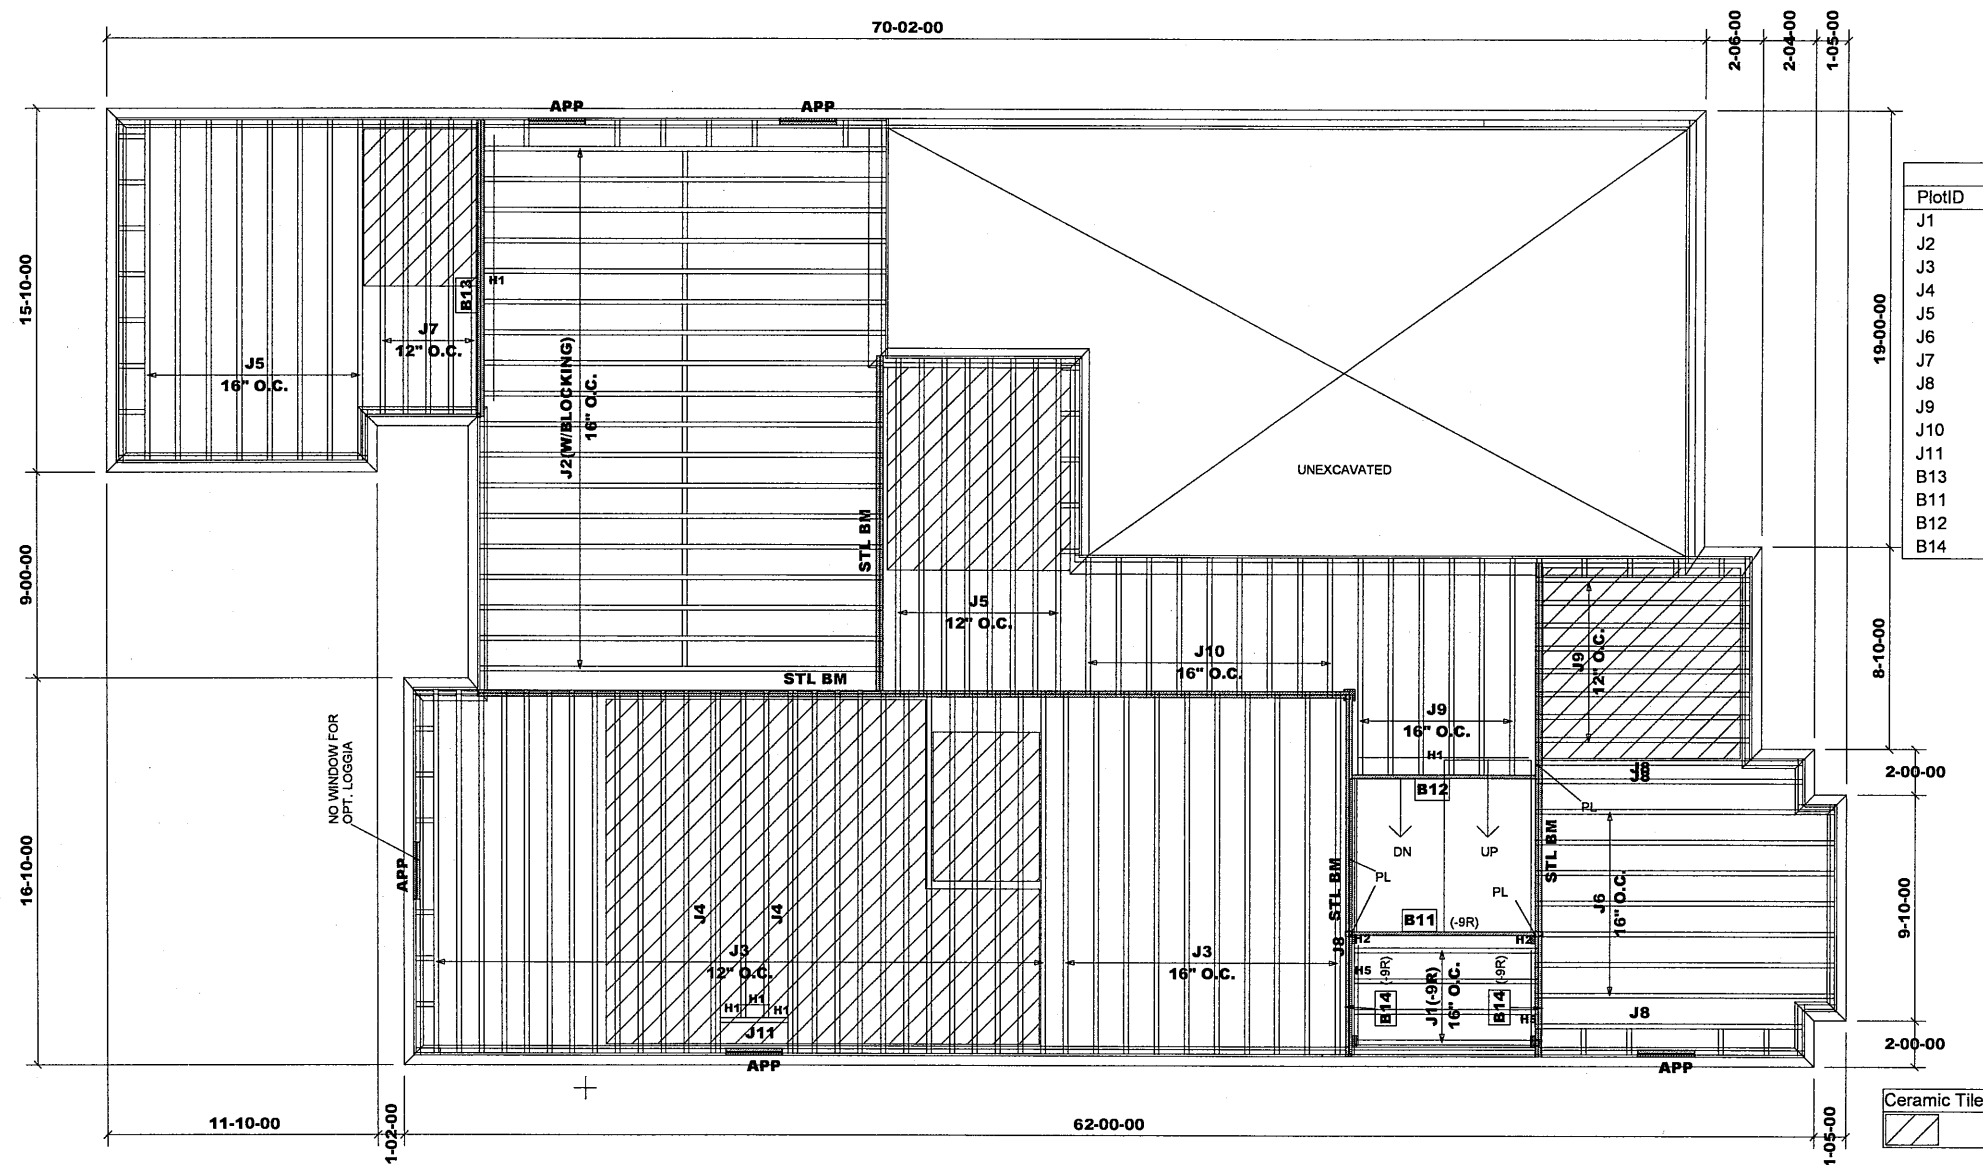 70-02-00
2-06-00
2-04-00
1-05-00
APP
APP
PlotID
J1
J2
J3
J4
J5
J6
J7
J8
J9
J10
J11
B13
B11
B12
B14
15-10-00
19-00-00
B13
H1
J7
12" O.C.
J5
16" O.C.
J2(W/BLOCKING)
16" O.C.
UNEXCAVATED
STL BM
9-00-00
J5
12" O.C.
J10
16" O.C.
J9
12" O.C.
8-10-00
STL BM
J9
16" O.C.
H1
NO WINDOW FOR
OPT. LOGGIA
J8
J8
2-00-00
B12
PL
DN
UP
STL BM
16-10-00
APP
STL BM
PL
PL
J6
16" O.C.
9-10-00
J4
J4
B11
(-9R)
J8
H2
H2
J3
12" O.C.
J3
16" O.C.
H5
(-9R)
B14
J1(-9R)
16" O.C.
(-9R)
B14
H1
H1
H1
J11
J8
2-00-00
APP
APP
Ceramic Tile
11-10-00
1-02-00
62-00-00
1-05-00